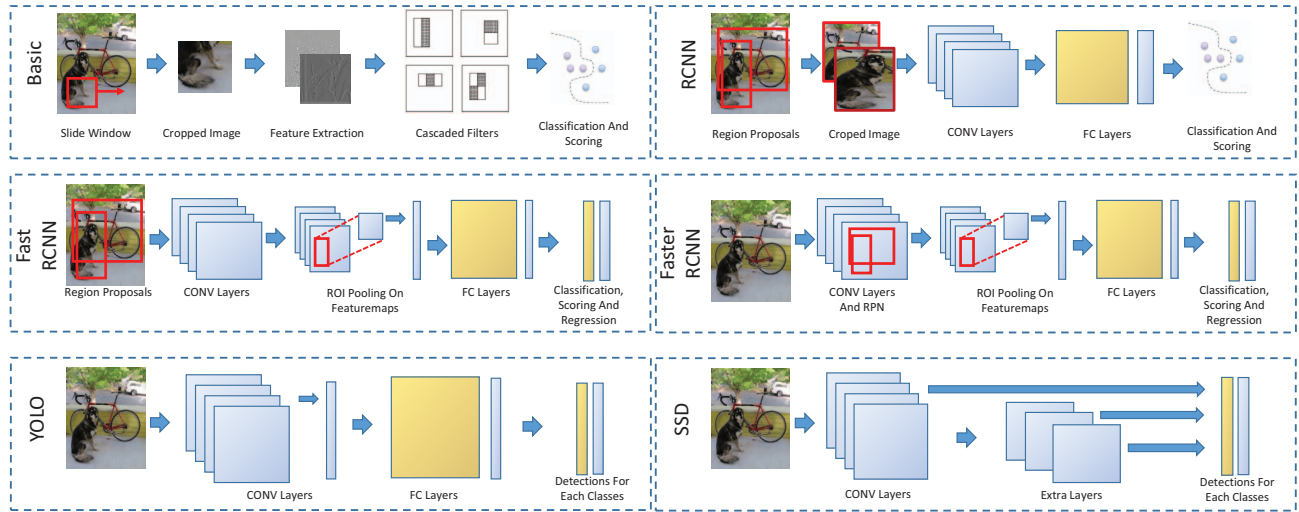 Basic
Slide Window
Cropped Image
Feature Extraction
Cascaded Filters
Classification And
Scoring
RCNN
Region Proposals
Croped Image
CONV Layers
FC Layers
Classification And
Scoring
Fast
RCNN
Region Proposals
CONV Layers
ROI Pooling On
Featuremaps
FC Layers
Classification,
Scoring And
Regression
Faster
RCNN
CONV Layers
And RPN
ROI Pooling On
Featuremaps
FC Layers
Classification,
Scoring And
Regression
YOLO
CONV Layers
FC Layers
Detections For
Each Classes
SSD
CONV Layers
Extra Layers
Detections For
Each Classes